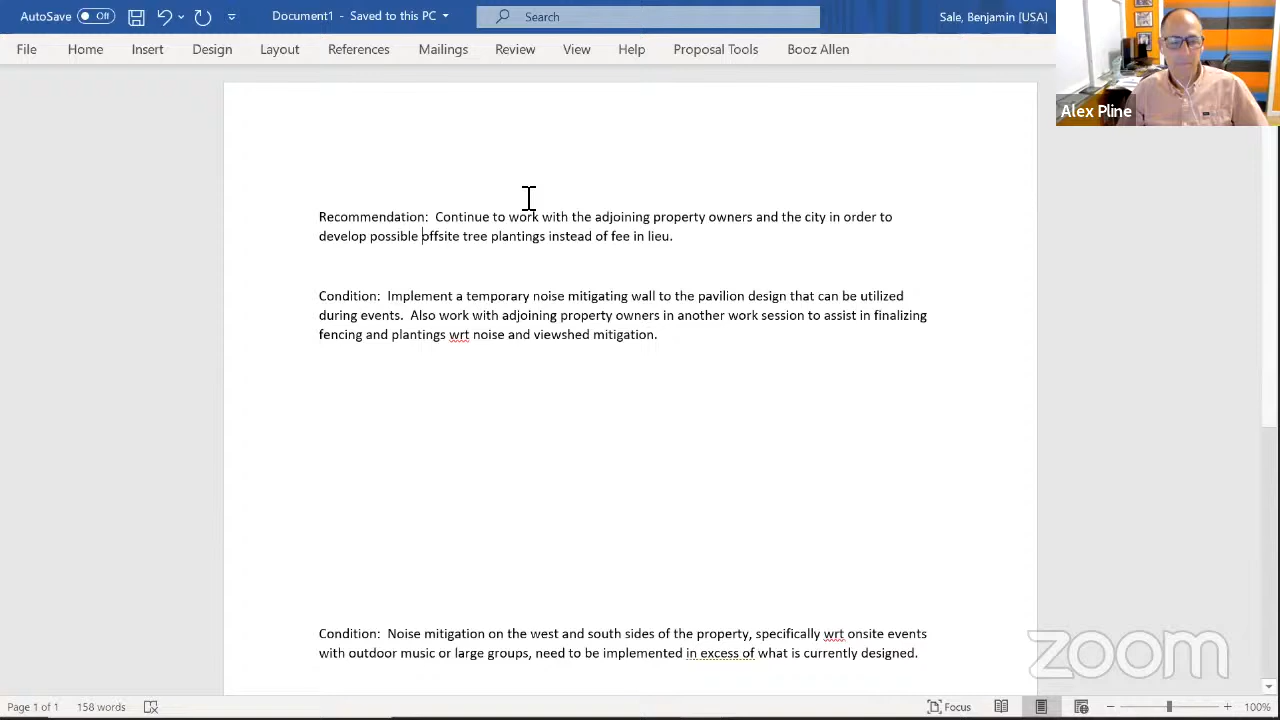 AutoSave Off Document1 - Saved to this PC Search Sale, Benjamin [USA]
File Home Insert Design Layout References Mailings Review View Help Proposal Tools Booz Allen
Alex Pline
Recommendation: Continue to work with the adjoining property owners and the city in order to
develop possible offsite tree plantings instead of fee in lieu.
Condition: Implement a temporary noise mitigating wall to the pavilion design that can be utilized
during events. Also work with adjoining property owners in another work session to assist in finalizing
fencing and plantings wrt noise and viewshed mitigation.
Condition: Noise mitigation on the west and south sides of the property, specifically wrt onsite events
with outdoor music or large groups, need to be implemented in excess of what is currently designed.
zoom
Page 1 of 1 158 words Focus 100%